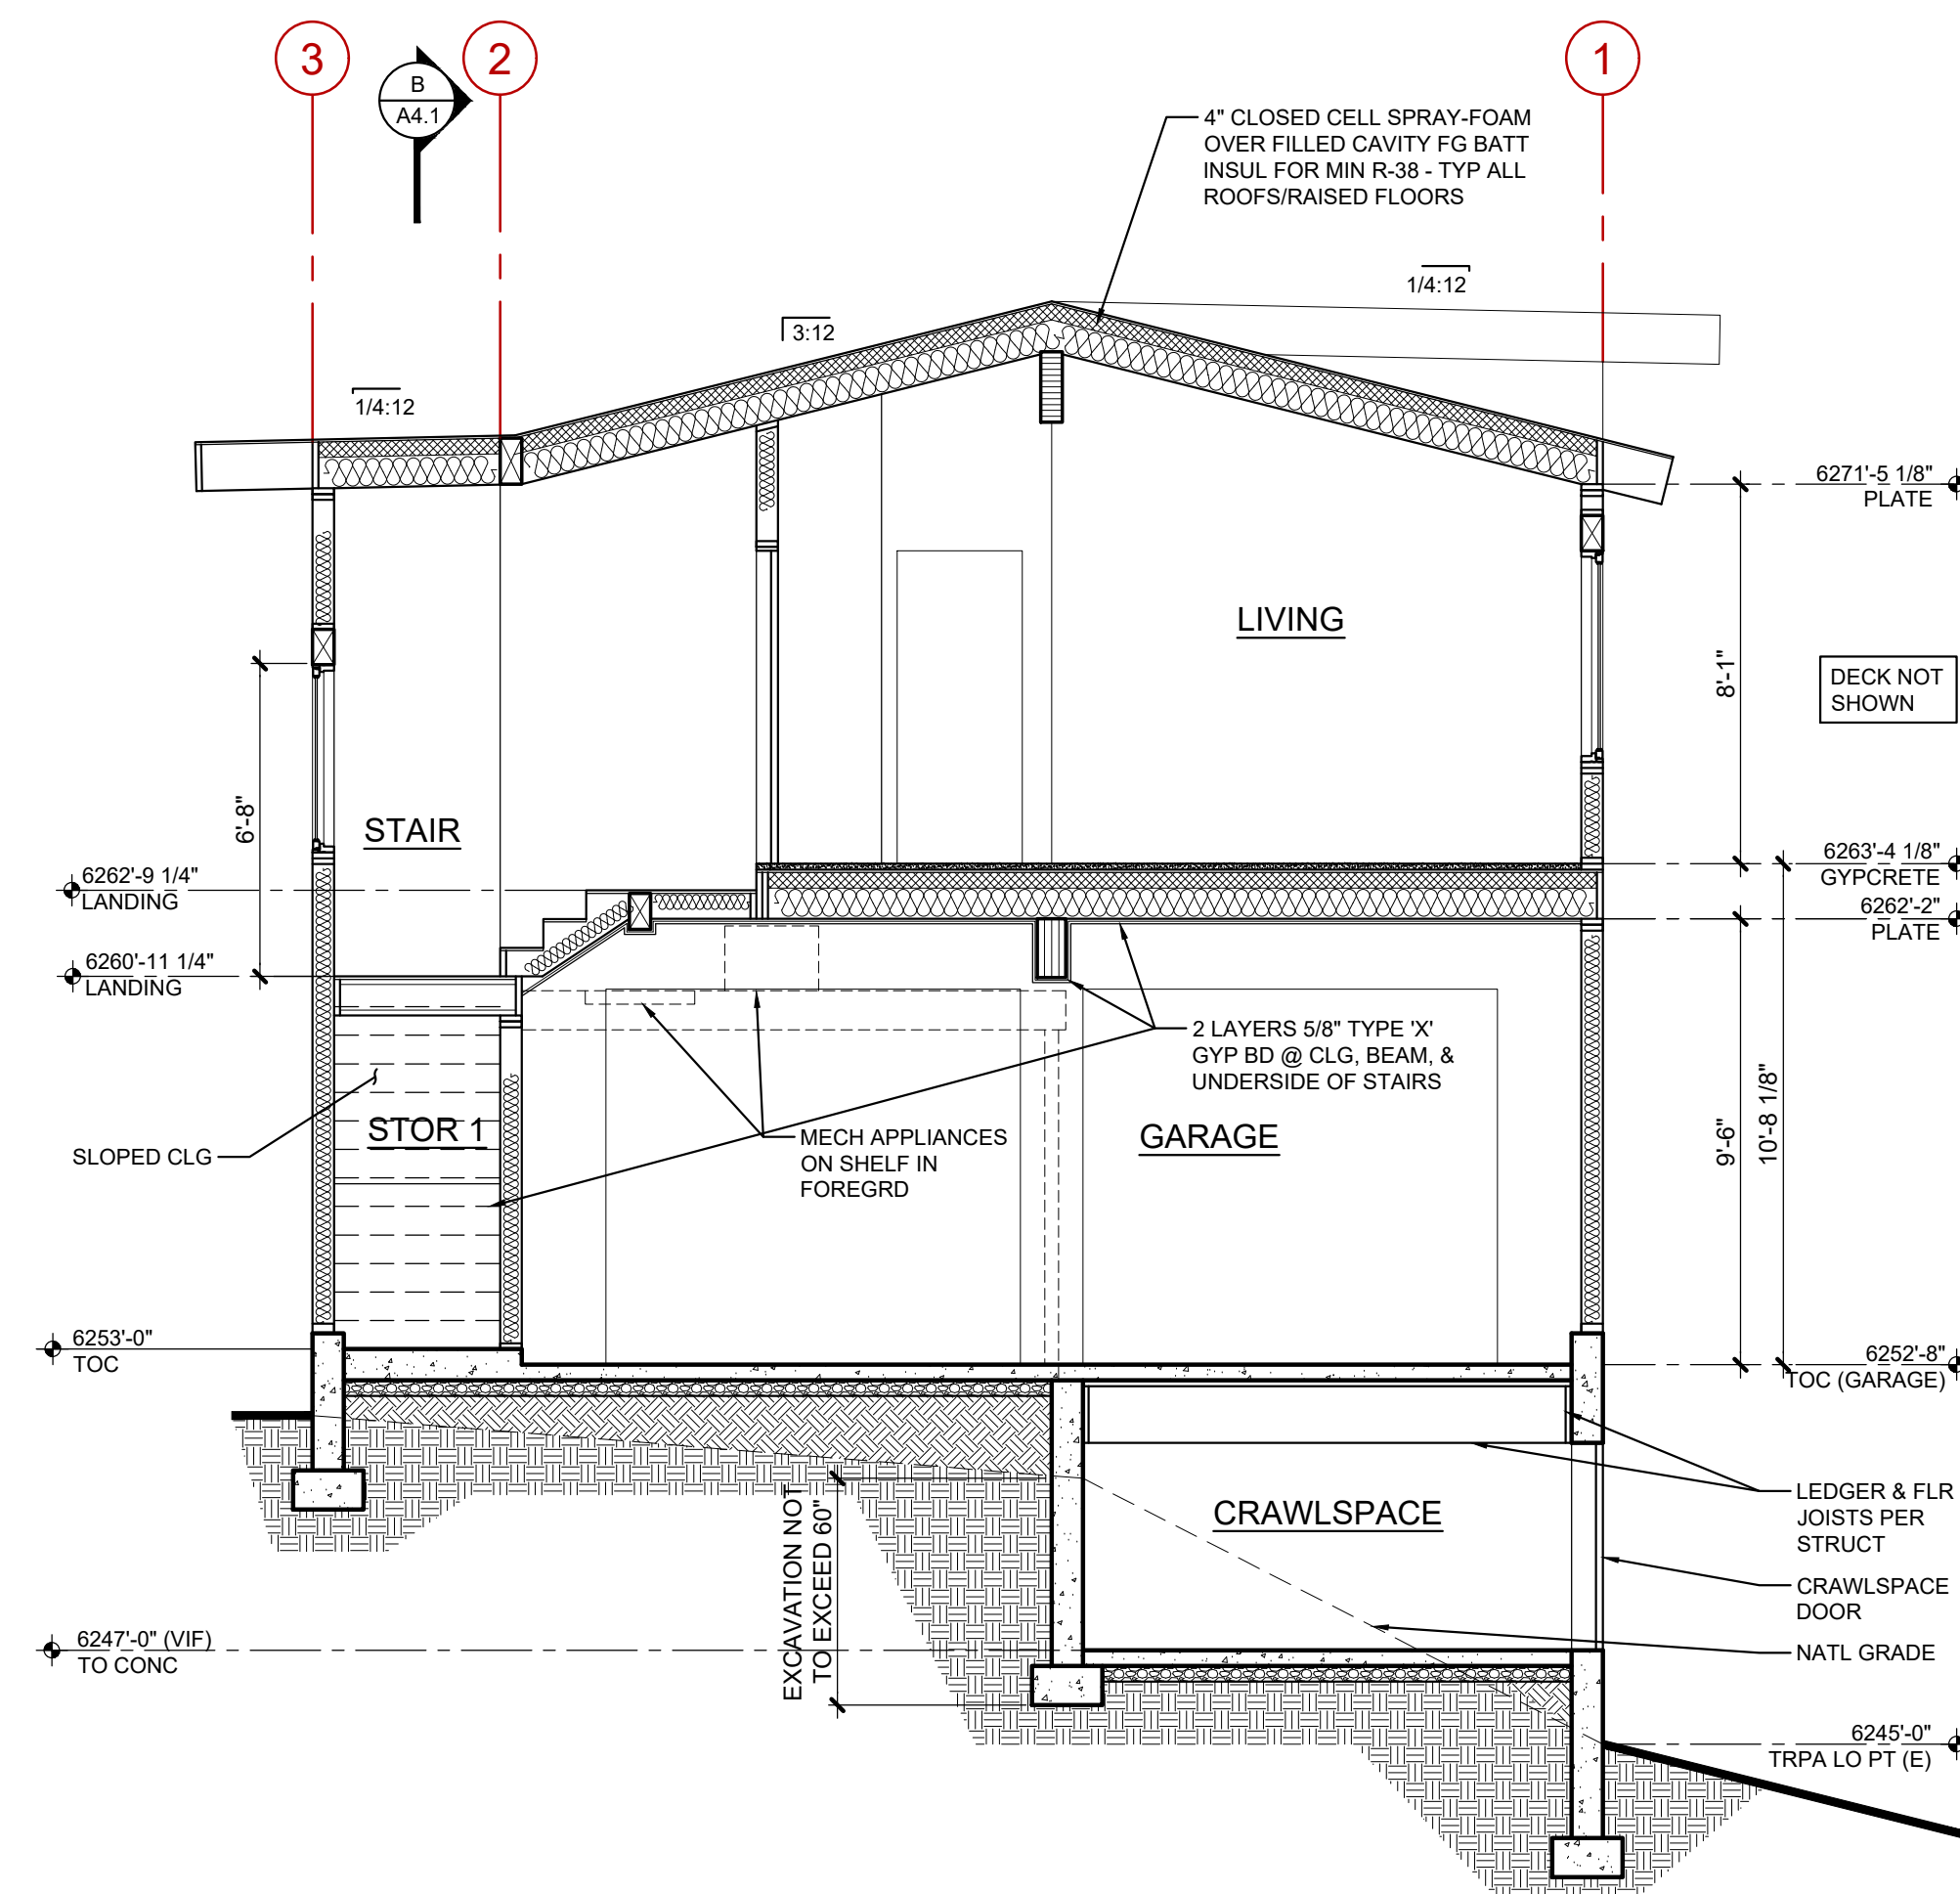 3
2
1
B
A4.1
4" CLOSED CELL SPRAY-FOAM
OVER FILLED CAVITY FG BATT
INSUL FOR MIN R-38 - TYP ALL
ROOFS/RAISED FLOORS
1/4:12
3:12
1/4:12
6271'-5 1/8"
PLATE
LIVING
8'-1"
DECK NOT
SHOWN
6'-8"
STAIR
6262'-9 1/4"
LANDING
6263'-4 1/8"
GYPCRETE
6262'-2"
PLATE
6260'-11 1/4"
LANDING
2 LAYERS 5/8" TYPE 'X'
GYP BD @ CLG, BEAM, &
UNDERSIDE OF STAIRS
STOR 1
SLOPED CLG
MECH APPLIANCES
ON SHELF IN
FOREGRD
GARAGE
9'-6"
10'-8 1/8"
6253'-0"
TOC
6252'-8"
TOC (GARAGE)
EXCAVATION NOT
TO EXCEED 60"
CRAWLSPACE
LEDGER & FLR
JOISTS PER
STRUCT
CRAWLSPACE
DOOR
NATL GRADE
6247'-0" (VIF)
TO CONC
6245'-0"
TRPA LO PT (E)